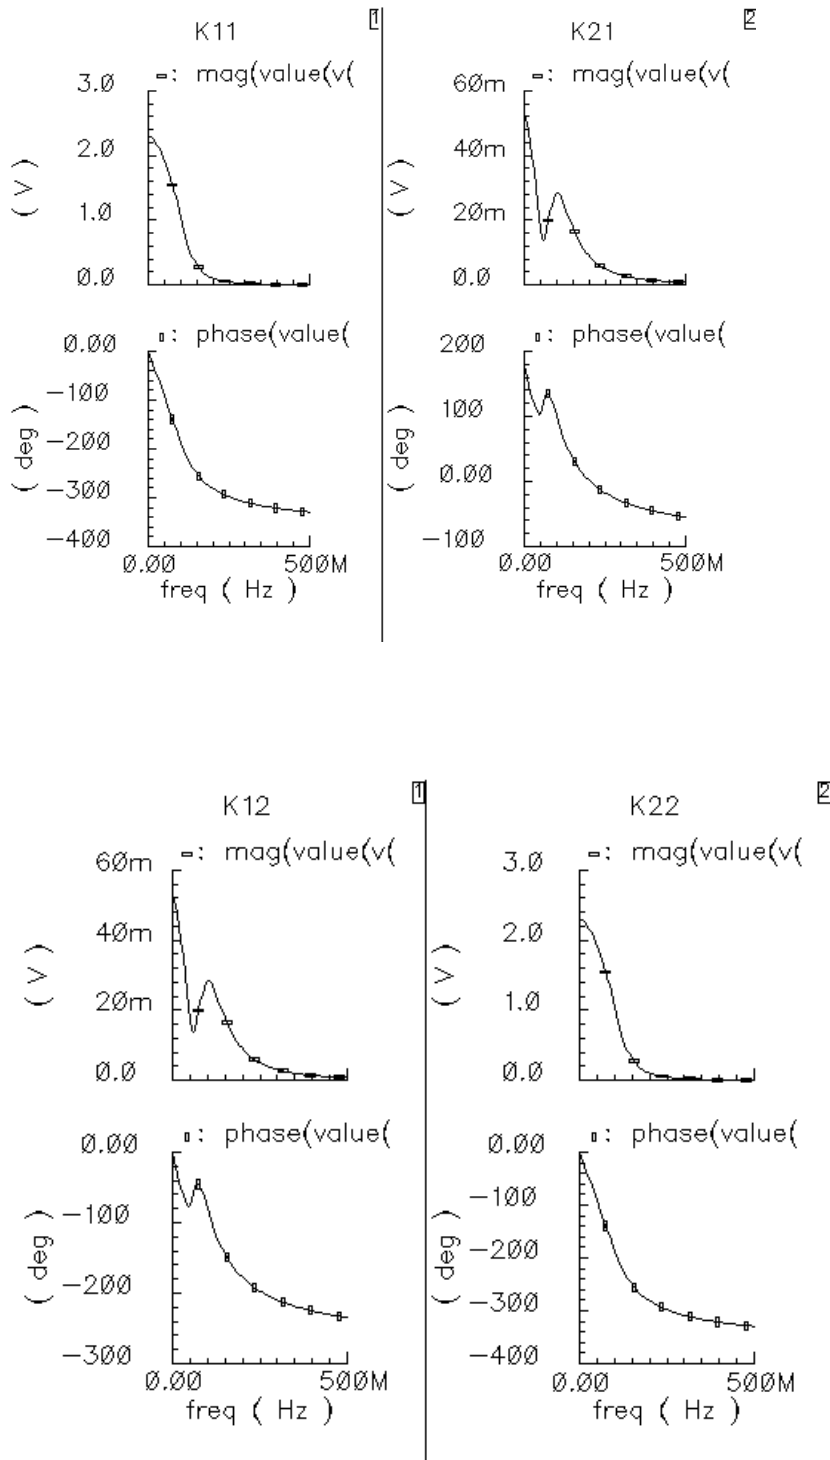 K11
1
mag(value(v(
3.0
2.0
1.0
0.0
( V )
phase(value(
0.00
-100
-200
-300
-400
( deg )
0.00 500M
freq ( Hz )
K21
2
mag(value(v(
60m
40m
20m
0.0
( V )
phase(value(
200
100
0.00
-100
( deg )
0.00 500M
freq ( Hz )
K12
1
mag(value(v(
60m
40m
20m
0.0
( V )
phase(value(
0.00
-100
-200
-300
( deg )
0.00 500M
freq ( Hz )
K22
2
mag(value(v(
3.0
2.0
1.0
0.0
( V )
phase(value(
0.00
-100
-200
-300
-400
( deg )
0.00 500M
freq ( Hz )